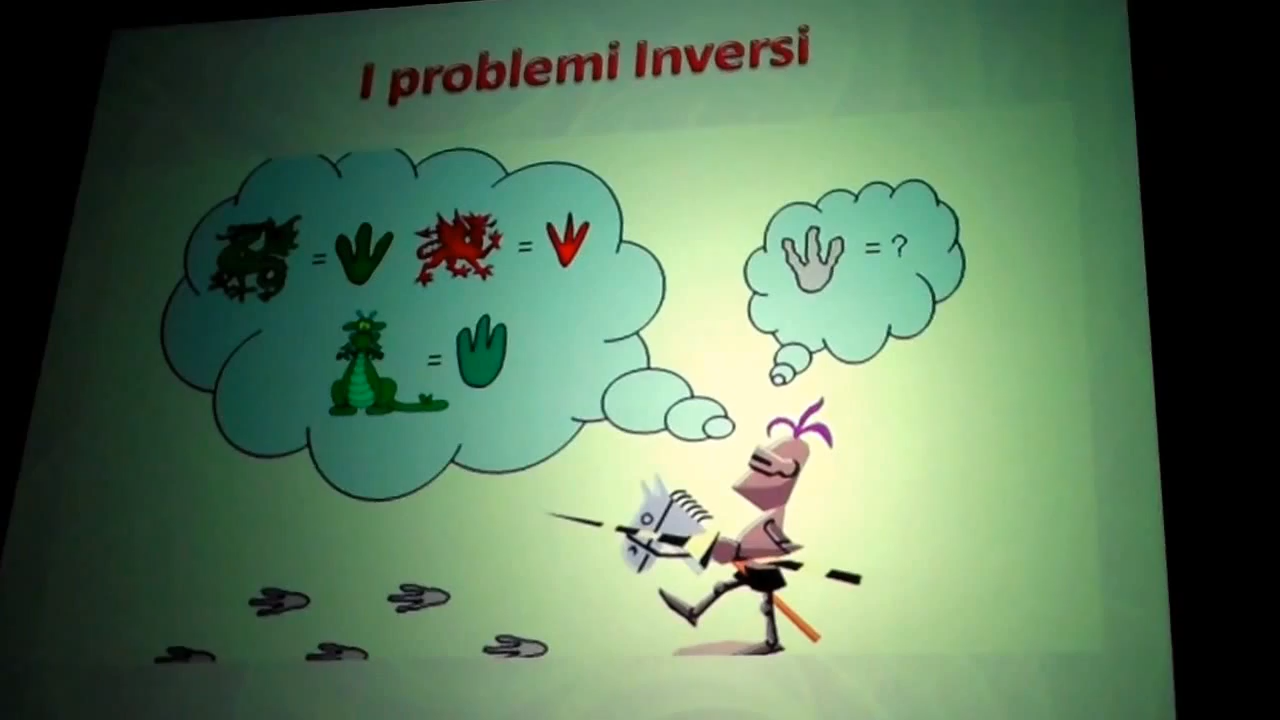 I problemi Inversi
= =
=
= ?